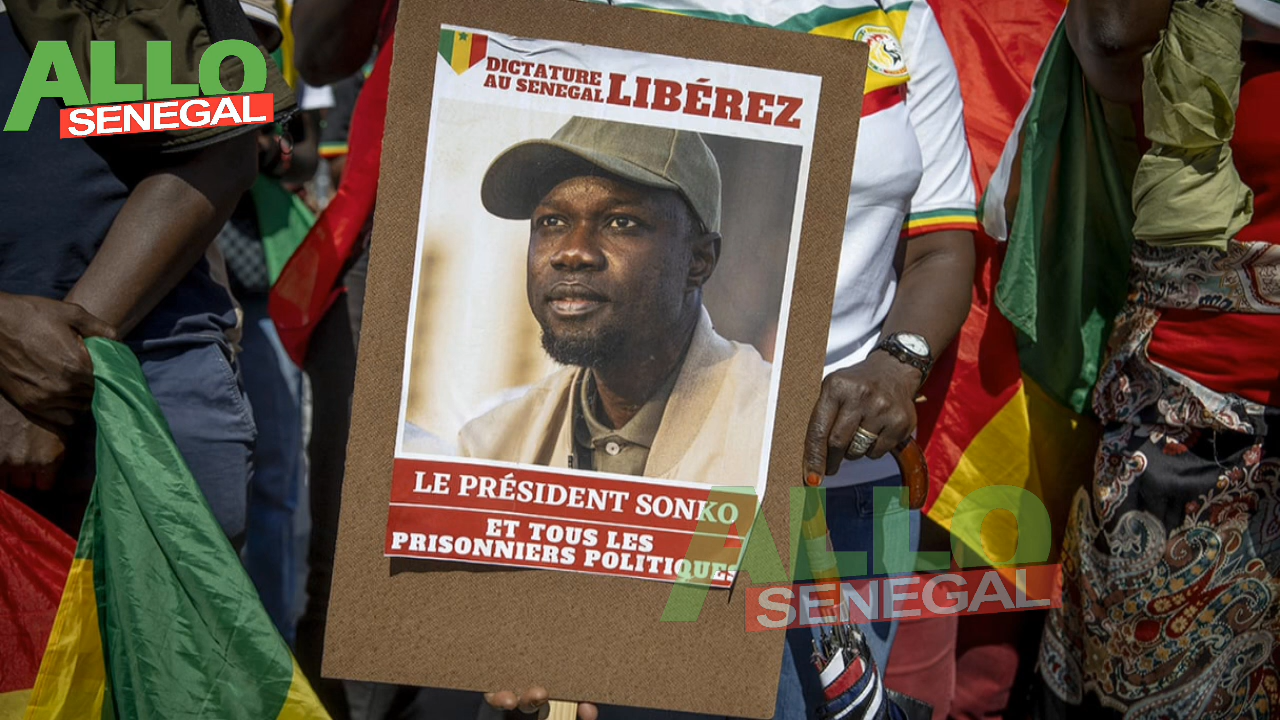 ALLO
SENEGAL
DICTATURE
AU SENEGAL
LIBÉREZ
LE PRÉSIDENT SONKO
ET TOUS LES
PRISONNIERS POLITIQUES
ALLO
SENEGAL